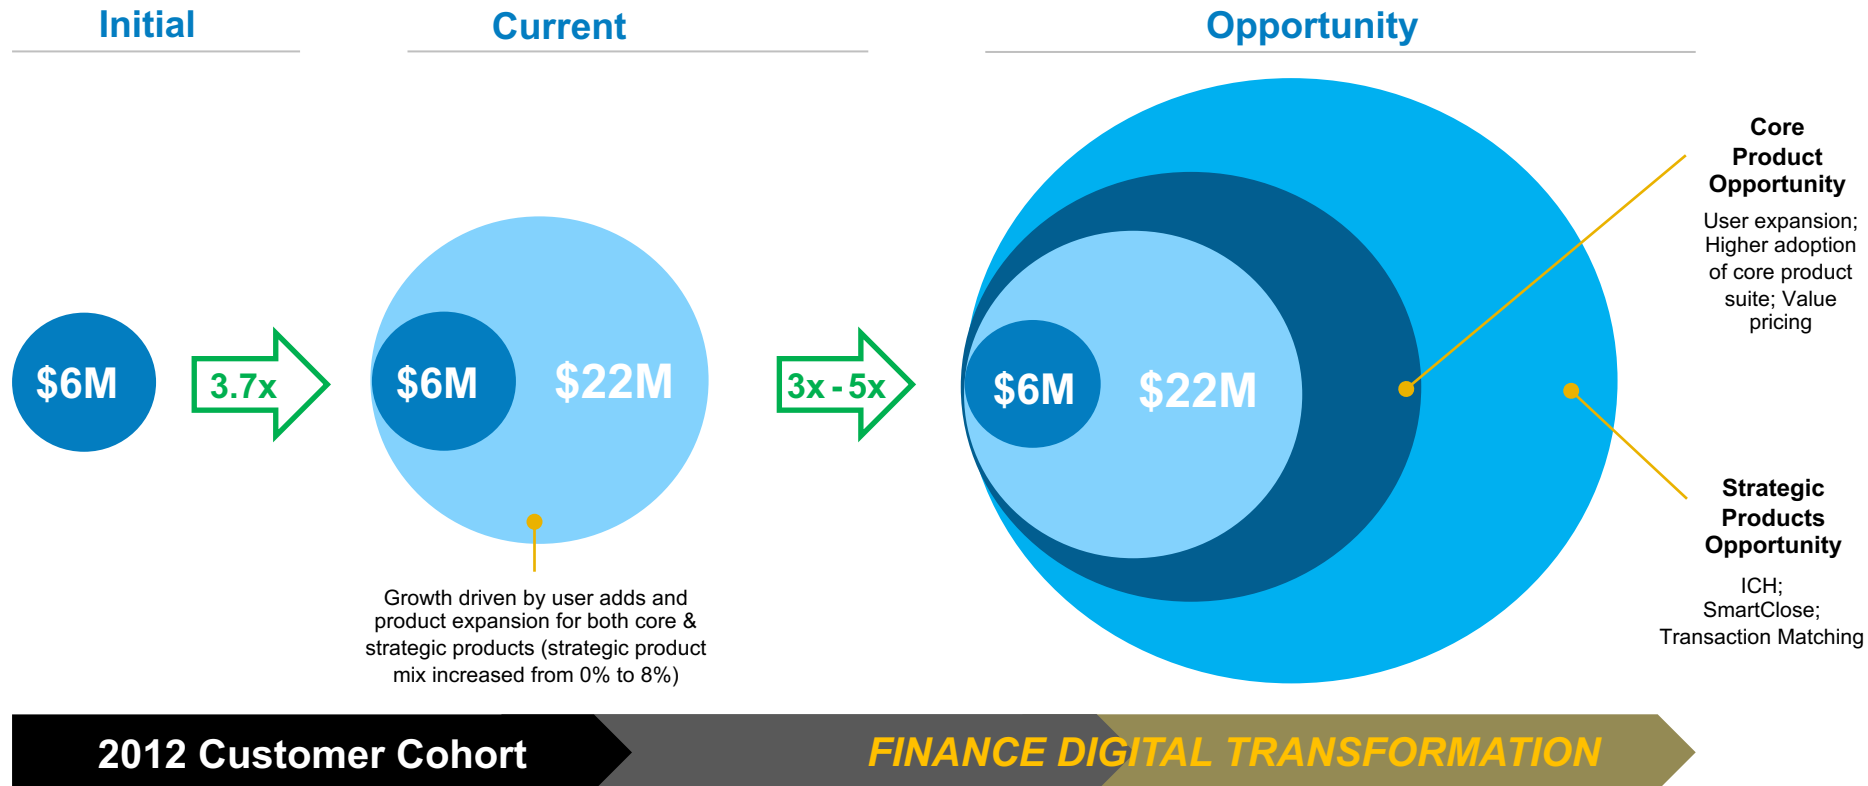 Initial
Current
Opportunity
$6M
3.7x
$6M
$22M
3x - 5x
$6M
$22M
Core
Product
Opportunity
User expansion;
Higher adoption
of core product
suite; Value
pricing
Strategic
Products
Opportunity
ICH;
SmartClose;
Transaction Matching
Growth driven by user adds and
product expansion for both core &
strategic products (strategic product
mix increased from 0% to 8%)
2012 Customer Cohort
FINANCE DIGITAL TRANSFORMATION